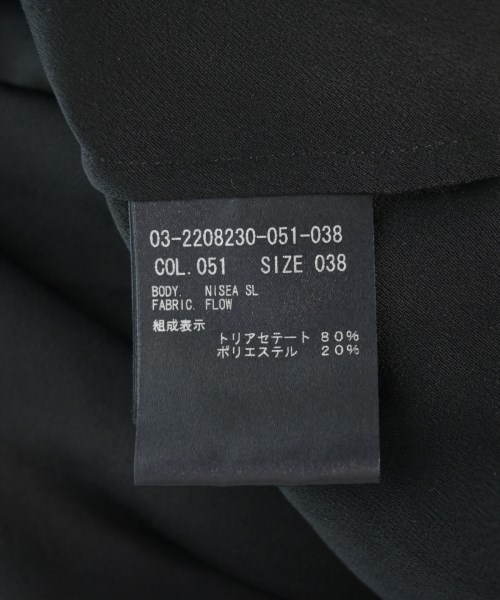 03-2208230-051-038
COL.051 SIZE 038
BODY. NISEA SL
FABRIC. FLOW
組成表示
トリアセテート 80%
ポリエステル 20%